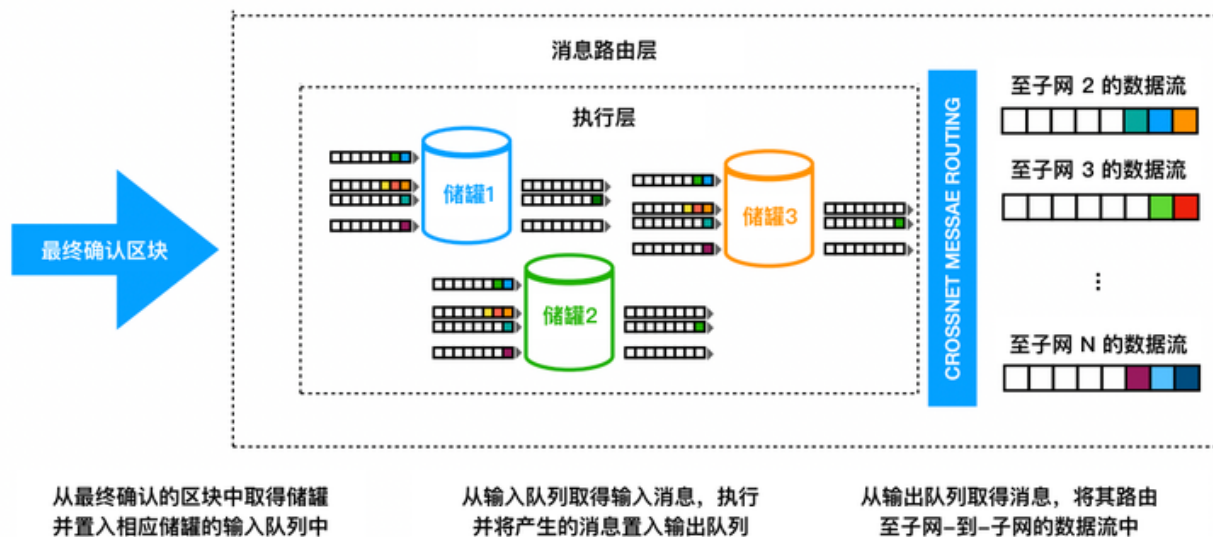 消息路由层
执行层
最终确认区块
储罐1
储罐2
储罐3
CROSSNET MESSAE ROUTING
至子网 2 的数据流
至子网 3 的数据流
...
至子网 N 的数据流
从最终确认的区块中取得储罐
并置入相应储罐的输入队列中
从输入队列取得输入消息，执行
并将产生的消息置入输出队列
从输出队列取得消息，将其路由
至子网-到-子网的数据流中